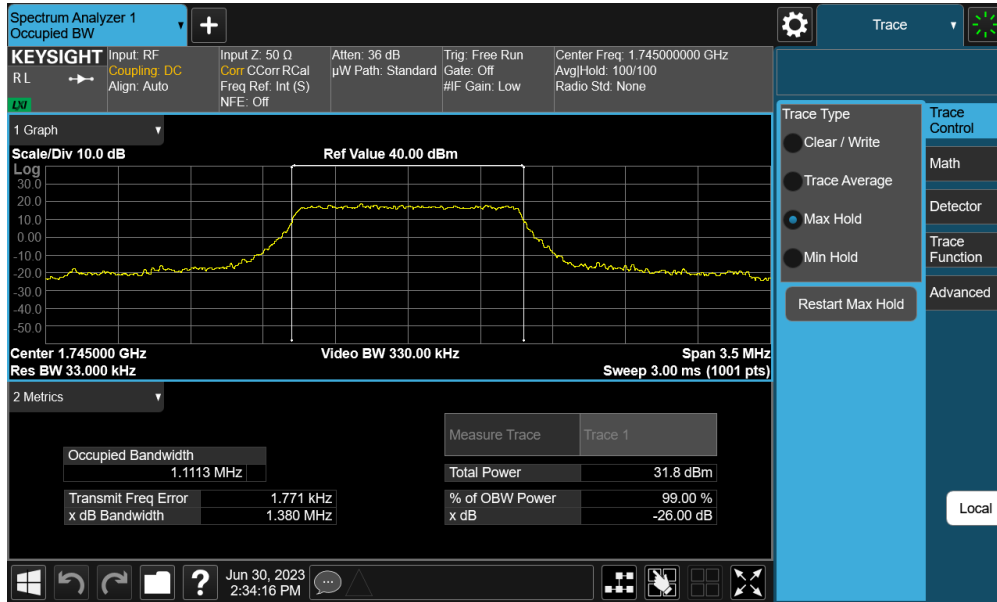 Spectrum Analyzer 1
Occupied BW
+
Trace
KEYSIGHT
R L
LXI
Input: RF
Coupling: DC
Align: Auto
Input Z: 50 Ω
Corr CCorr RCal
Freq Ref: Int (S)
NFE: Off
Atten: 36 dB
µW Path: Standard
Trig: Free Run
Gate: Off
#IF Gain: Low
Center Freq: 1.745000000 GHz
Avg|Hold: 100/100
Radio Std: None
1 Graph
Scale/Div 10.0 dB
Ref Value 40.00 dBm
Log
30.0
20.0
10.0
0.00
-10.0
-20.0
-30.0
-40.0
-50.0
Center 1.745000 GHz
Video BW 330.00 kHz
Span 3.5 MHz
Res BW 33.000 kHz
Sweep 3.00 ms (1001 pts)
2 Metrics
Measure Trace
Trace 1
Occupied Bandwidth
1.1113 MHz
Total Power
31.8 dBm
Transmit Freq Error
1.771 kHz
% of OBW Power
99.00 %
x dB Bandwidth
1.380 MHz
x dB
-26.00 dB
Trace Type
Clear / Write
Trace Average
Max Hold
Min Hold
Restart Max Hold
Trace
Control
Math
Detector
Trace
Function
Advanced
Local
?
Jun 30, 2023
2:34:16 PM